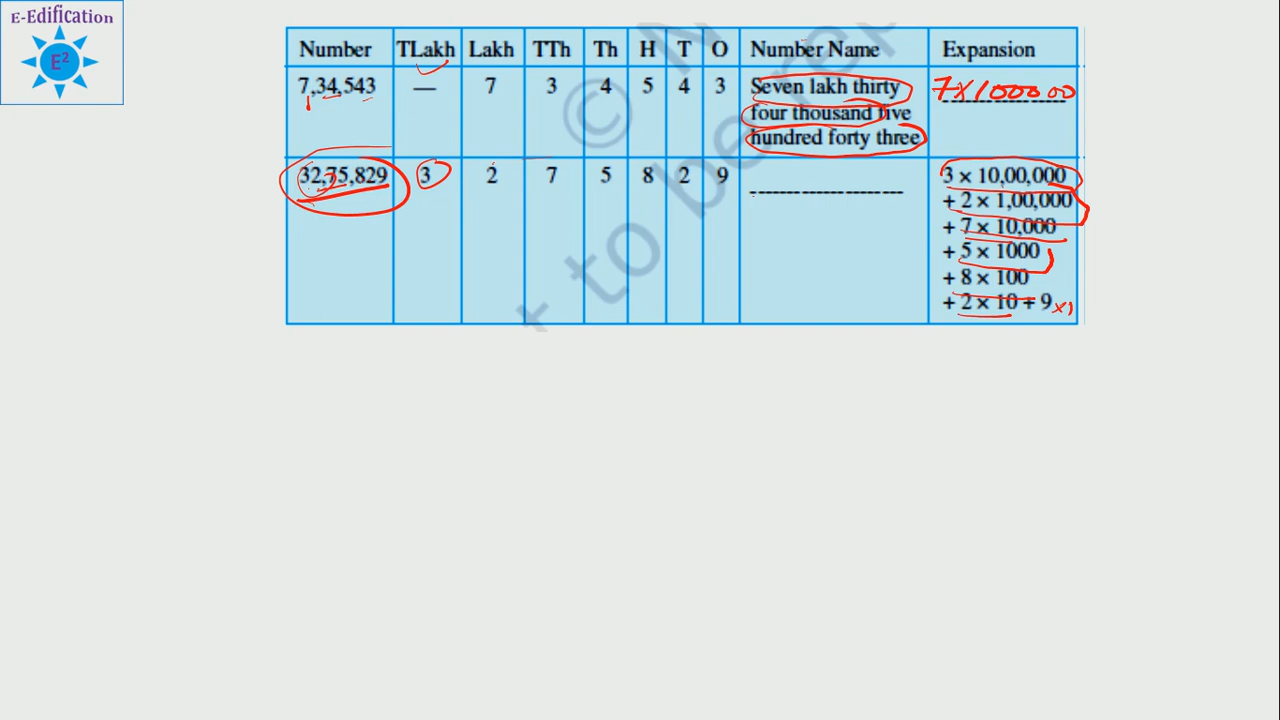 E-Edification
E²
Number TLakh Lakh TTh Th H T O Number Name Expansion
7,34,543 — 7 3 4 5 4 3 Seven lakh thirty 7×100000
four thousand five
hundred forty three
32,75,829 3 2 7 5 8 2 9 3 × 10,00,000
+ 2 × 1,00,000
+ 7 × 10,000
+ 5 × 1000
+ 8 × 100
+ 2 × 10 + 9 ×1
© N
t to be rep